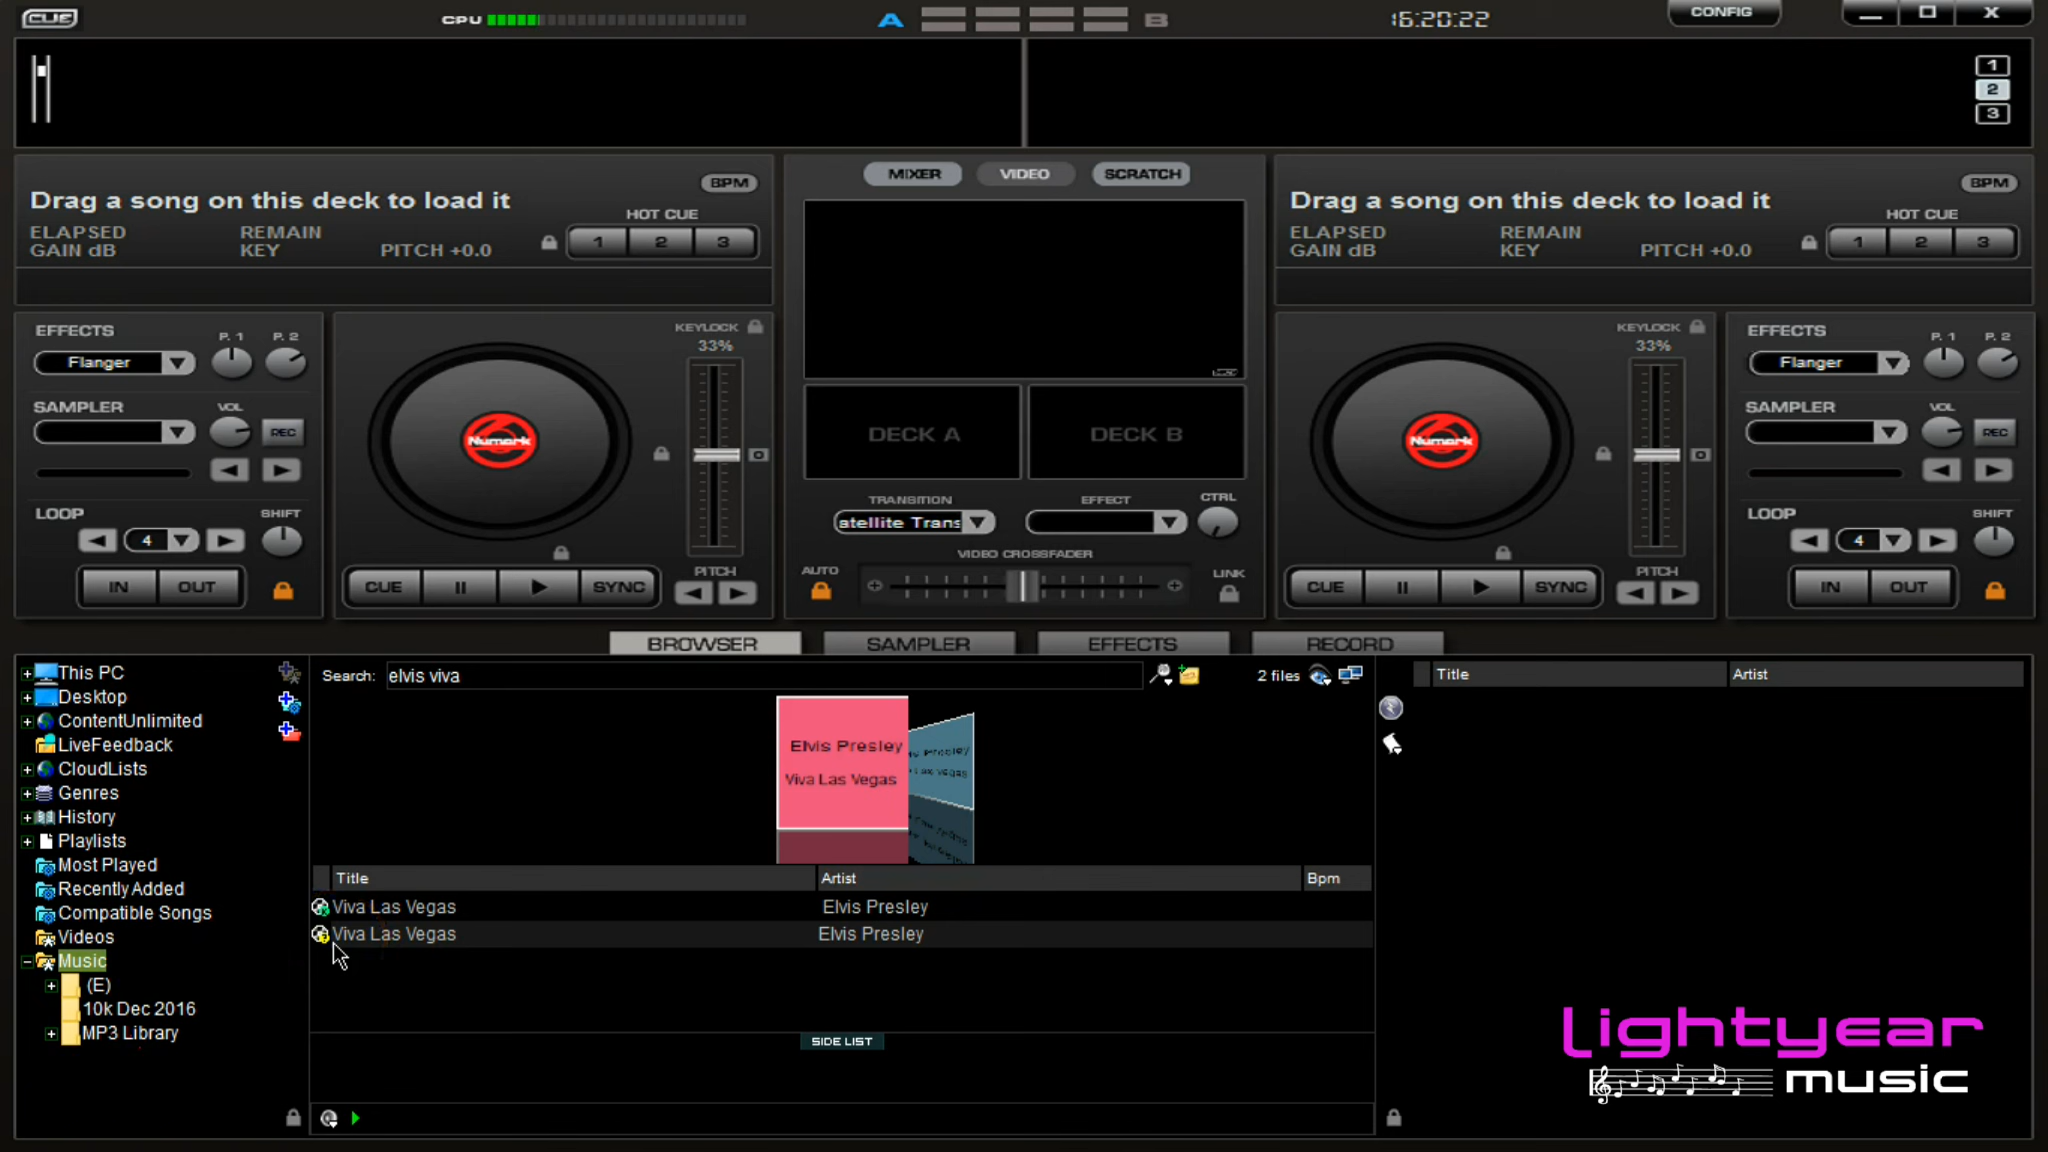 CUE
CPU
A
B
16:20:22
CONFIG
X
1
2
3
Drag a song on this deck to load it
BPM
ELAPSED
REMAIN
HOT CUE
GAIN dB
KEY
PITCH +0.0
1 2 3
MIXER
VIDEO
SCRATCH
Drag a song on this deck to load it
BPM
ELAPSED
REMAIN
HOT CUE
GAIN dB
KEY
PITCH +0.0
1 2 3
EFFECTS
P. 1
P. 2
Flanger
SAMPLER
VOL
REC
LOOP
SHIFT
4
IN
OUT
KEYLOCK
33%
Numark
CUE
SYNC
PITCH
DECK A
DECK B
TRANSITION
EFFECT
CTRL
atellite Trans
VIDEO CROSSFADER
AUTO
LINK
KEYLOCK
33%
Numark
CUE
SYNC
PITCH
EFFECTS
P. 1
P. 2
Flanger
SAMPLER
VOL
REC
LOOP
SHIFT
4
IN
OUT
BROWSER
SAMPLER
EFFECTS
RECORD
This PC
Desktop
ContentUnlimited
LiveFeedback
CloudLists
Genres
History
Playlists
Most Played
Recently Added
Compatible Songs
Videos
Music
(E)
10k Dec 2016
MP3 Library
Search: elvis viva
2 files
Elvis Presley
Viva Las Vegas
Title
Artist
Bpm
Viva Las Vegas
Elvis Presley
Viva Las Vegas
Elvis Presley
SIDE LIST
Title
Artist
Lightyear
music